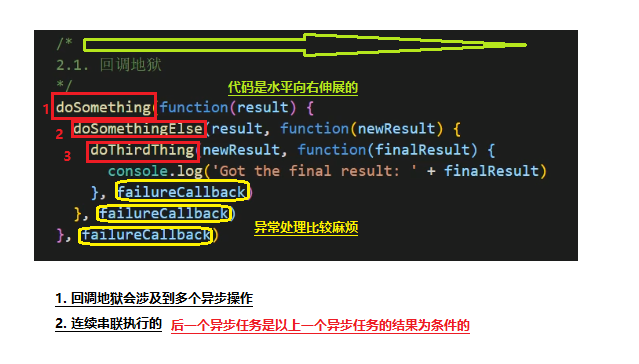 /*
2.1. 回调地狱
*/
代码是水平向右伸展的
1 doSomething(function(result) {
2 doSomethingElse(result, function(newResult) {
3 doThirdThing(newResult, function(finalResult) {
console.log('Got the final result: ' + finalResult)
}, failureCallback)
}, failureCallback)
异常处理比较麻烦
}, failureCallback)
1. 回调地狱会涉及到多个异步操作
2. 连续串联执行的 后一个异步任务是以上一个异步任务的结果为条件的